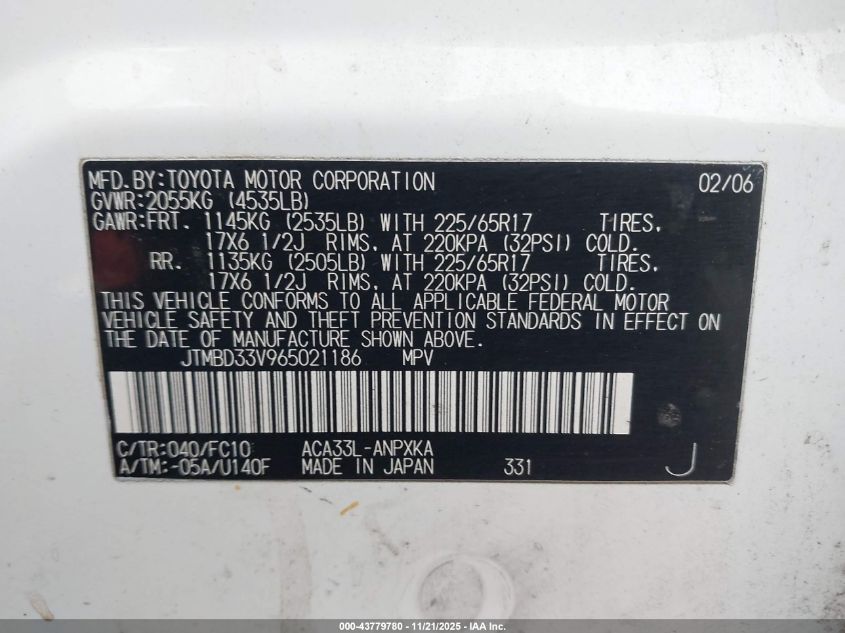 MFD.BY:TOYOTA MOTOR CORPORATION 02/06
GVWR:2055KG (4535LB)
GAWR:FRT. 1145KG (2535LB) WITH 225/65R17 TIRES,
17X6 1/2J RIMS, AT 220KPA (32PSI) COLD.
RR. 1135KG (2505LB) WITH 225/65R17 TIRES,
17X6 1/2J RIMS, AT 220KPA (32PSI) COLD.
THIS VEHICLE CONFORMS TO ALL APPLICABLE FEDERAL MOTOR
VEHICLE SAFETY AND THEFT PREVENTION STANDARDS IN EFFECT ON
THE DATE OF MANUFACTURE SHOWN ABOVE.
JTMBD33V965021186 MPV
C/TR:040/FC10 ACA33L-ANPXKA
A/TM:-05A/U140F MADE IN JAPAN 331 J
000-43779780 - 11/21/2025 - IAA Inc.